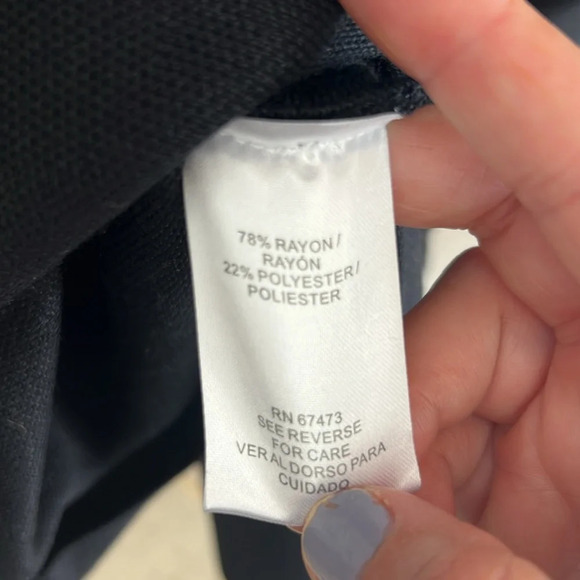 78% RAYON/
RAYÓN
22% POLYESTER/
POLIESTER
RN 67473
SEE REVERSE
FOR CARE
VER AL DORSO PARA
CUIDADO